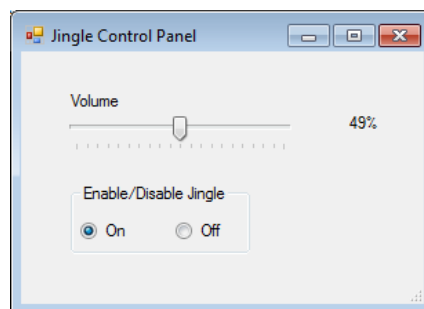 Jingle Control Panel
Volume
49%
Enable/Disable Jingle
On
Off